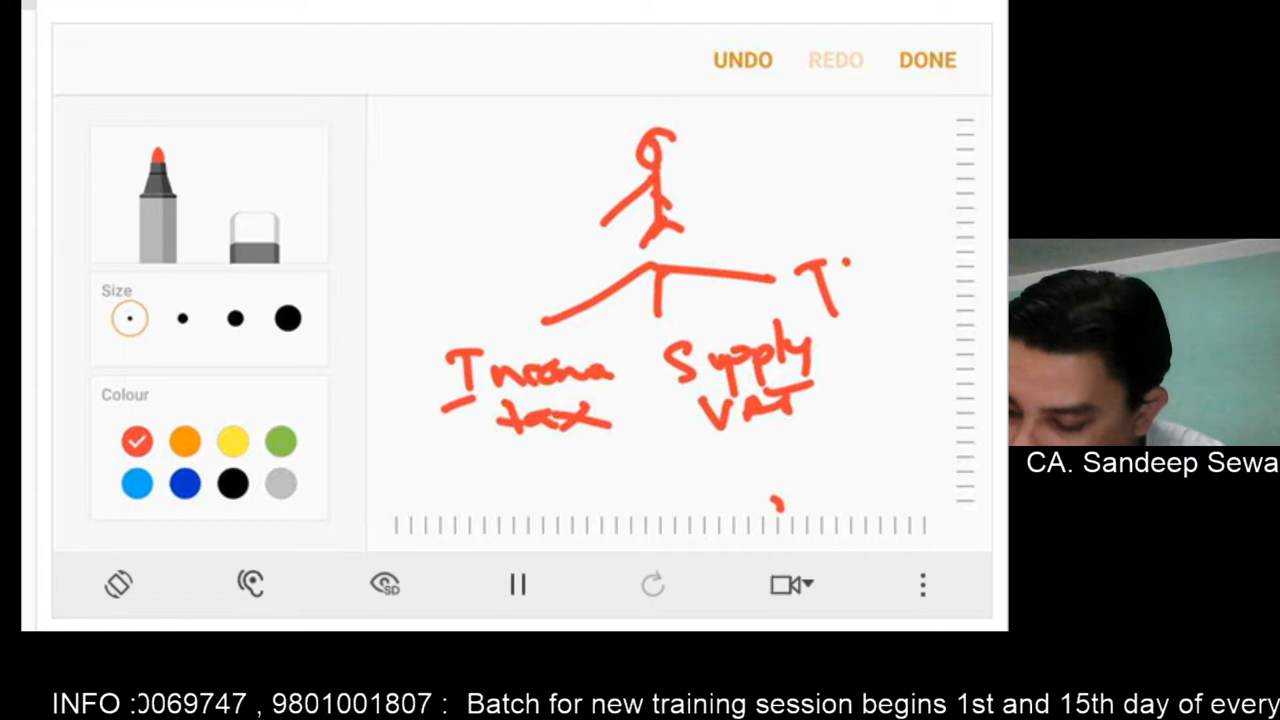 UNDO REDO DONE
Size
Colour
T
Income Supply
tax VAT
SD
CA. Sandeep Sewa
INFO :0069747 , 9801001807 : Batch for new training session begins 1st and 15th day of every